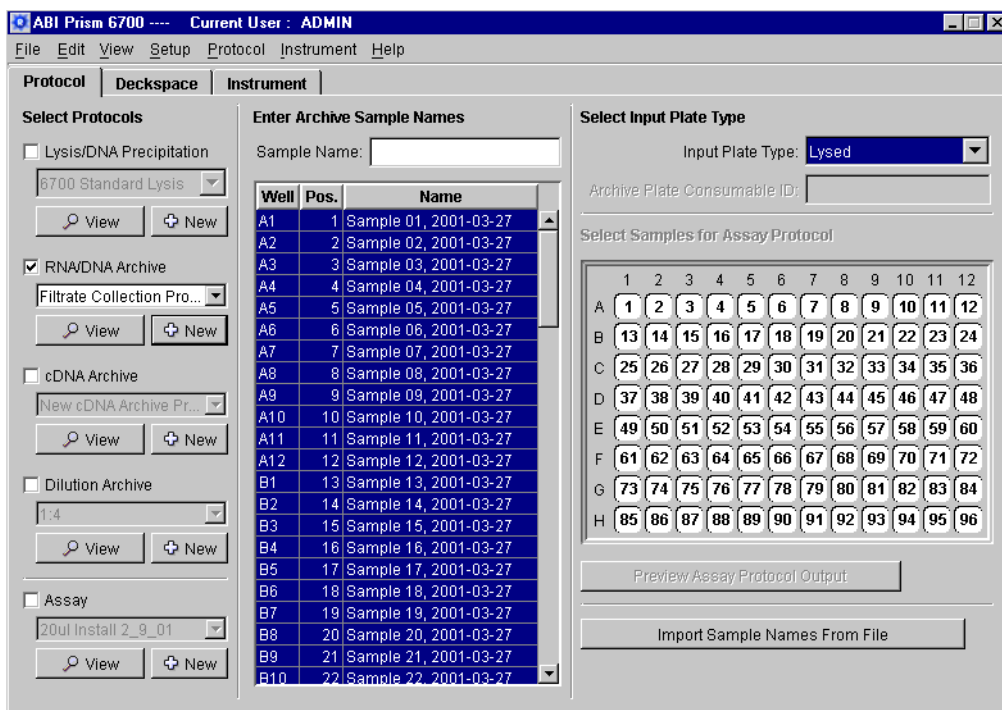 ABI Prism 6700 ---- Current User : ADMIN
File Edit View Setup Protocol Instrument Help
Protocol Deckspace Instrument
Select Protocols
Lysis/DNA Precipitation
6700 Standard Lysis
View New
RNA/DNA Archive
Filtrate Collection Pro...
View New
cDNA Archive
New cDNA Archive Pr...
View New
Dilution Archive
1:4
View New
Assay
20ul Install 2_9_01
View New
Enter Archive Sample Names
Sample Name:
Well Pos. Name
A1 1 Sample 01, 2001-03-27
A2 2 Sample 02, 2001-03-27
A3 3 Sample 03, 2001-03-27
A4 4 Sample 04, 2001-03-27
A5 5 Sample 05, 2001-03-27
A6 6 Sample 06, 2001-03-27
A7 7 Sample 07, 2001-03-27
A8 8 Sample 08, 2001-03-27
A9 9 Sample 09, 2001-03-27
A10 10 Sample 10, 2001-03-27
A11 11 Sample 11, 2001-03-27
A12 12 Sample 12, 2001-03-27
B1 13 Sample 13, 2001-03-27
B2 14 Sample 14, 2001-03-27
B3 15 Sample 15, 2001-03-27
B4 16 Sample 16, 2001-03-27
B5 17 Sample 17, 2001-03-27
B6 18 Sample 18, 2001-03-27
B7 19 Sample 19, 2001-03-27
B8 20 Sample 20, 2001-03-27
B9 21 Sample 21, 2001-03-27
B10 22 Sample 22, 2001-03-27
Select Input Plate Type
Input Plate Type: Lysed
Archive Plate Consumable ID:
Select Samples for Assay Protocol
1 2 3 4 5 6 7 8 9 10 11 12
A 1 2 3 4 5 6 7 8 9 10 11 12
B 13 14 15 16 17 18 19 20 21 22 23 24
C 25 26 27 28 29 30 31 32 33 34 35 36
D 37 38 39 40 41 42 43 44 45 46 47 48
E 49 50 51 52 53 54 55 56 57 58 59 60
F 61 62 63 64 65 66 67 68 69 70 71 72
G 73 74 75 76 77 78 79 80 81 82 83 84
H 85 86 87 88 89 90 91 92 93 94 95 96
Preview Assay Protocol Output
Import Sample Names From File